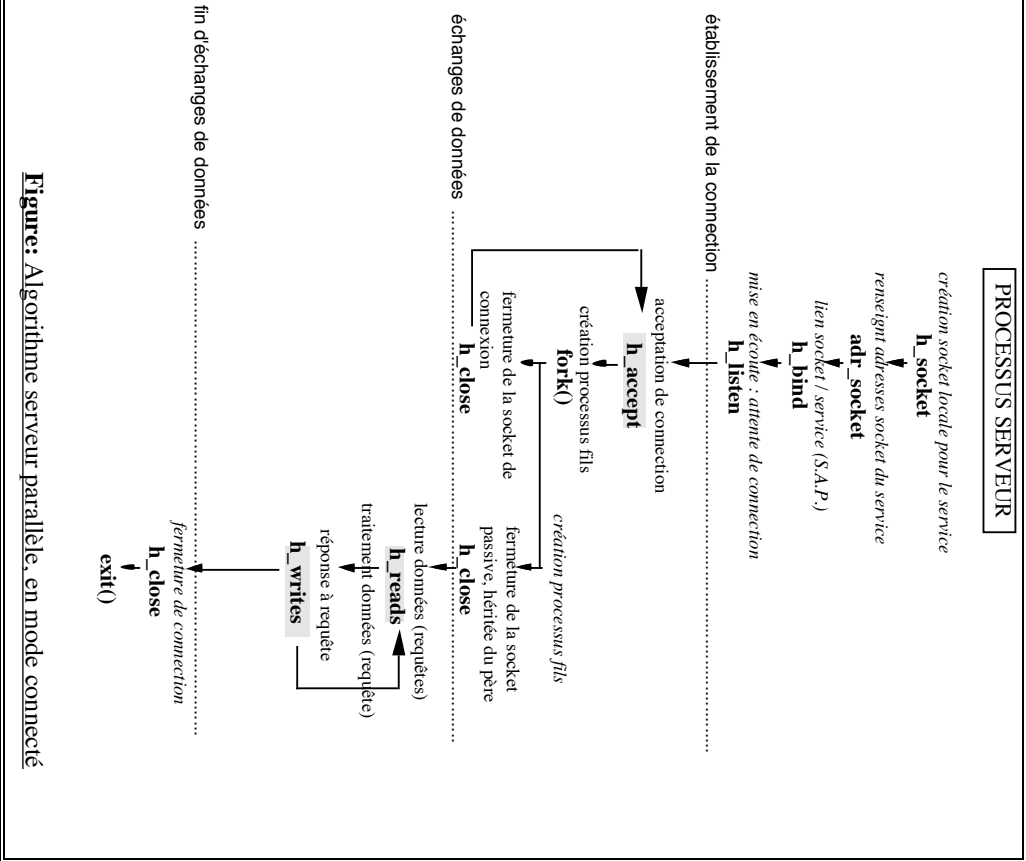 PROCESSUS SERVEUR
création socket locale pour le service
h_socket
renseignt adresses socket du service
adr_socket
lien socket / service (S.A.P.)
h_bind
mise en écoute : attente de connection
h_listen
établissement de la connection
acceptation de connection
h_accept
création processus fils
fork()
création processus fils
fermeture de la socket de
connexion
h_close
fermeture de la socket
passive, héritée du père
h_close
échanges de données
lecture données (requêtes)
h_reads
traitement données (requête)
réponse à requête
h_writes
fin d'échanges de données
fermeture de connection
h_close
exit()
Figure: Algorithme serveur parallèle, en mode connecté